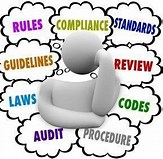 RULES
COMPLIANCE
STANDARDS
GUIDELINES
REVIEW
LAWS
CODES
AUDIT
PROCEDURE